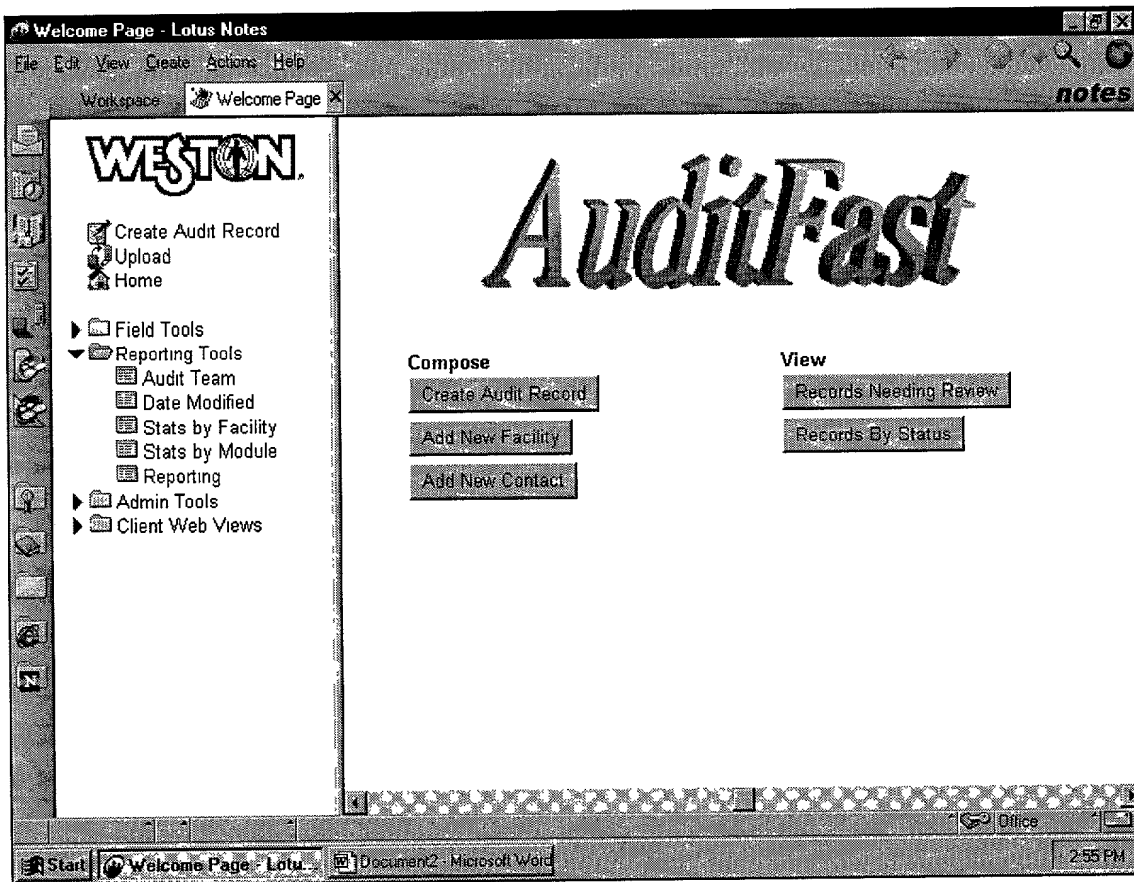 Welcome Page - Lotus Notes
File Edit View Create Actions Help
Workspace Welcome Page
notes
WESTON.
Create Audit Record
Upload
Home
Field Tools
Reporting Tools
Audit Team
Date Modified
Stats by Facility
Stats by Module
Reporting
Admin Tools
Client Web Views
AuditFast
Compose
Create Audit Record
Add New Facility
Add New Contact
View
Records Needing Review
Records By Status
Office
Start Welcome Page - Lotu... Document2 - Microsoft Word 2:55 PM